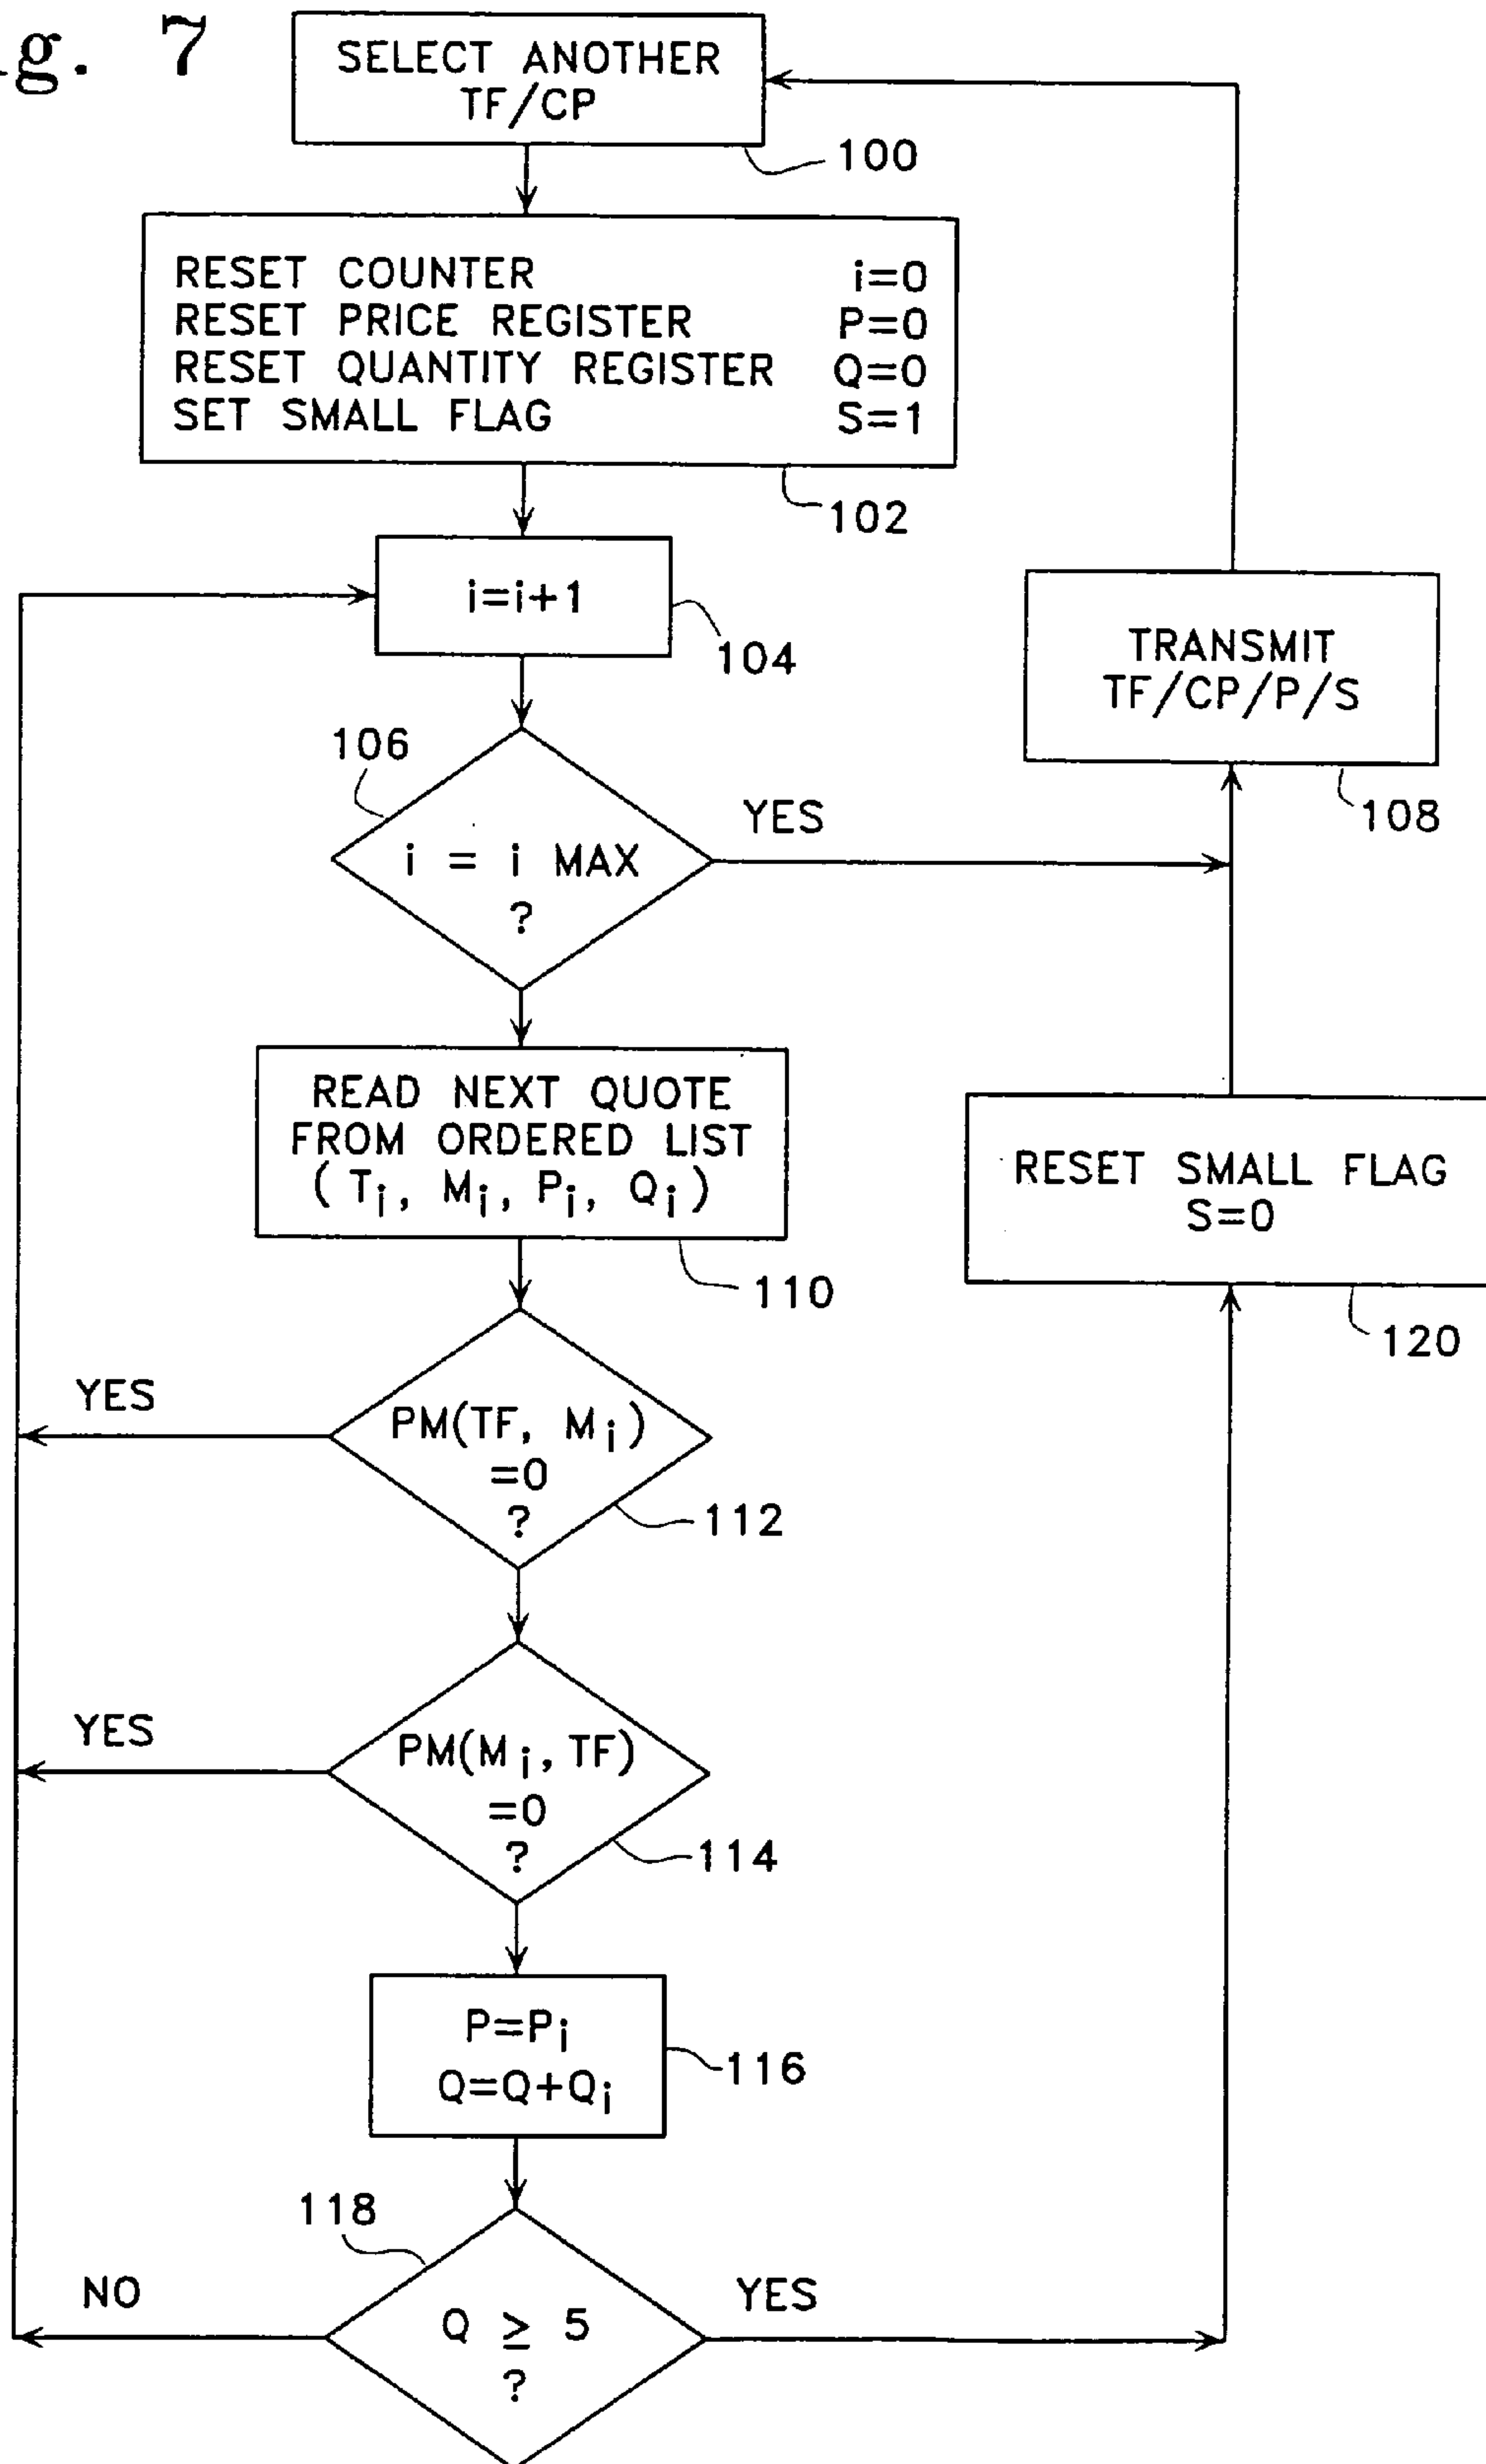 g. 7
SELECT ANOTHER
TF/CP
100
RESET COUNTER i=0
RESET PRICE REGISTER P=0
RESET QUANTITY REGISTER Q=0
SET SMALL FLAG S=1
102
i=i+1
104
TRANSMIT
TF/CP/P/S
108
106
i = i MAX
?
YES
READ NEXT QUOTE
FROM ORDERED LIST
( Ti, Mi, Pi, Qi )
110
RESET SMALL FLAG
S=0
120
YES
PM(TF, Mi)
=0
?
112
YES
PM(Mi, TF)
=0
?
114
P=Pi
Q=Q+Qi
116
118
NO
Q ≥ 5
?
YES